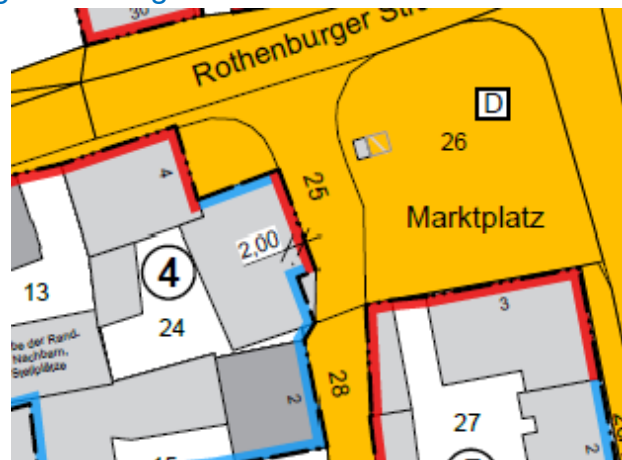 30
Rothenburger Str
D
26
4
25
Marktplatz
2,00
4
13
24
3
be der Rand-
Nachbarn,
Stellplätze
28
2
27
2